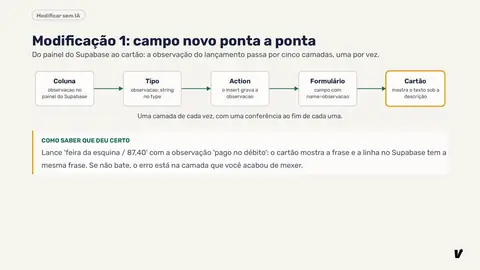 Modificar sem IA
Modificação 1: campo novo ponta a ponta
Do painel do Supabase ao cartão: a observação do lançamento passa por cinco camadas, uma por vez.
Coluna
observacao no
painel do Supabase
Tipo
observacao: string
no type
Action
o insert grava a
observacao
Formulário
campo com
name=observacao
Cartão
mostra o texto sob a
descrição
Uma camada de cada vez, com uma conferência ao fim de cada uma.
COMO SABER QUE DEU CERTO
Lance 'feira da esquina / 87,40' com a observação 'pago no débito': o cartão mostra a frase e a linha no Supabase tem a
mesma frase. Se não bate, o erro está na camada que você acabou de mexer.